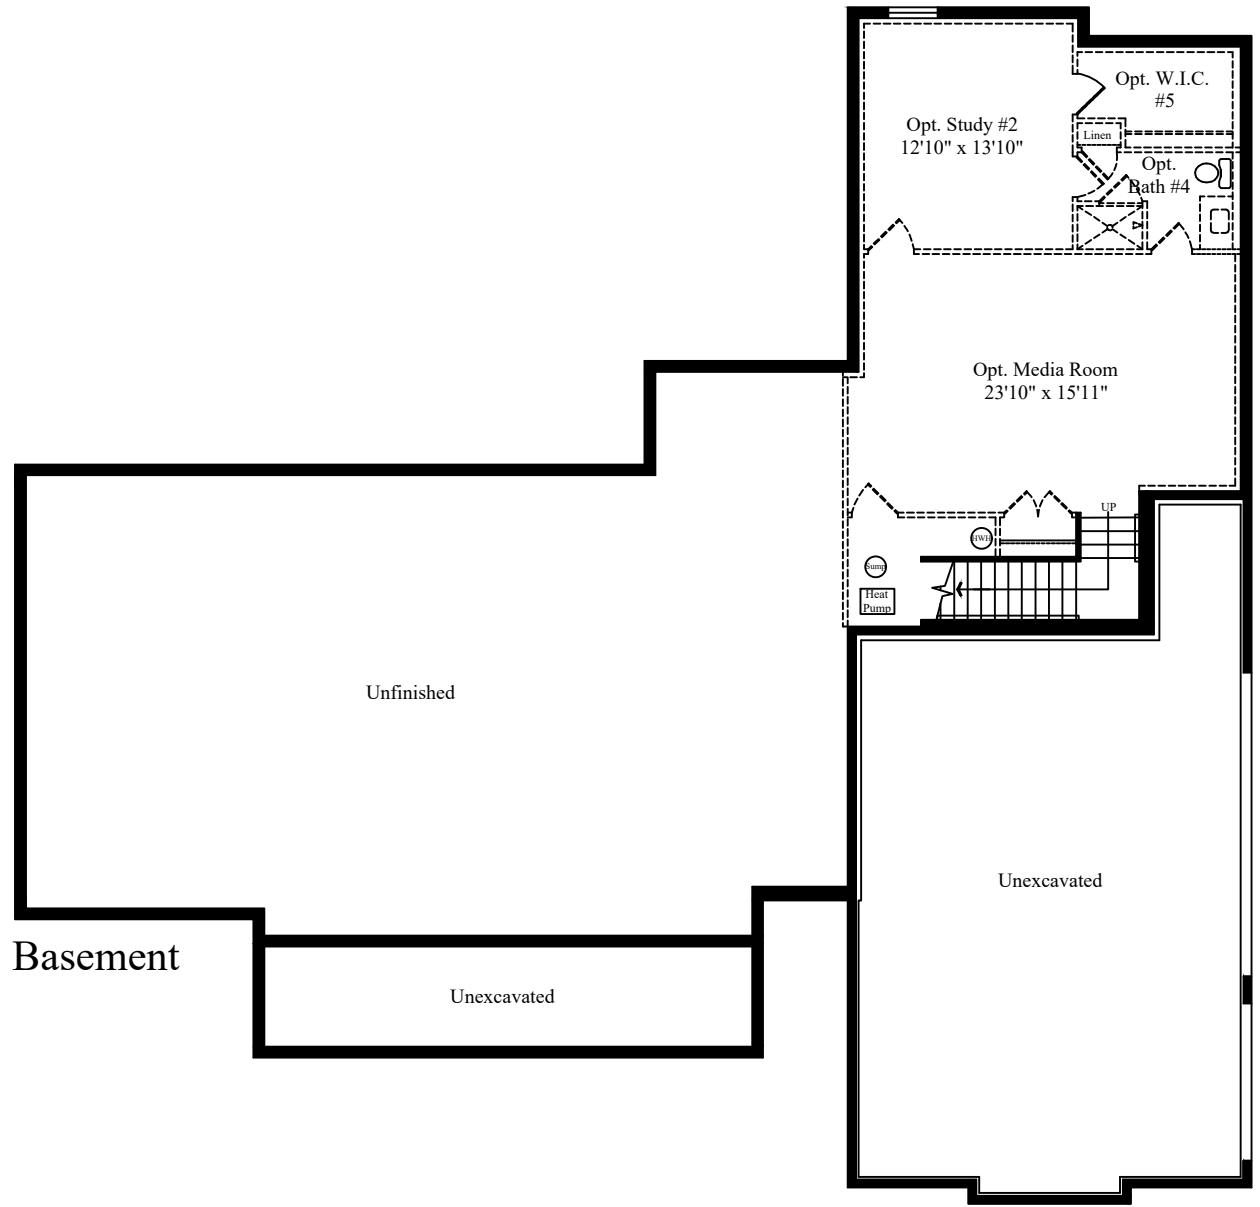 Opt. W.I.C.
#5
Opt. Study #2
12'10" x 13'10"
Linen
Opt.
Bath #4
Opt. Media Room
23'10" x 15'11"
UP
HWH
Sump
Heat
Pump
Unfinished
Unexcavated
Basement
Unexcavated